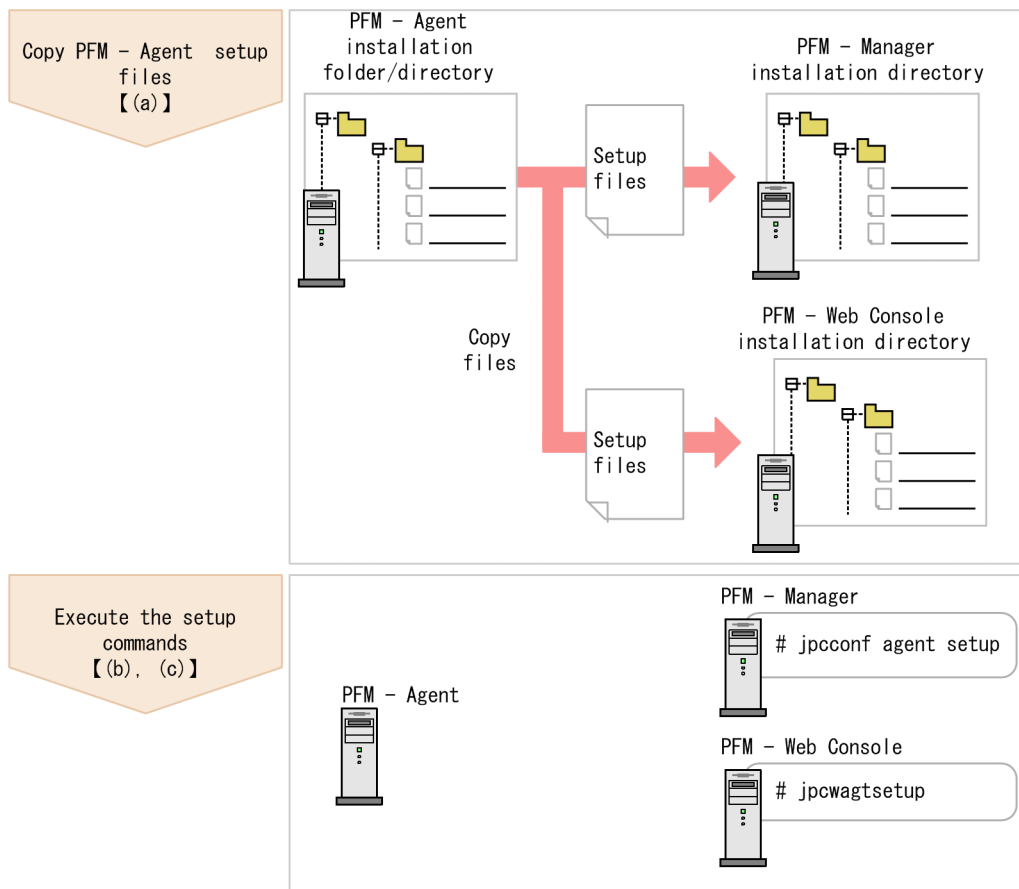 Copy PFM - Agent setup
files
【(a)】
PFM - Agent
installation
folder/directory
PFM - Manager
installation directory
Setup
files
Copy
files
PFM - Web Console
installation directory
Setup
files
Execute the setup
commands
【(b), (c)】
PFM - Agent
PFM - Manager
# jpcconf agent setup
PFM - Web Console
# jpcwagtsetup